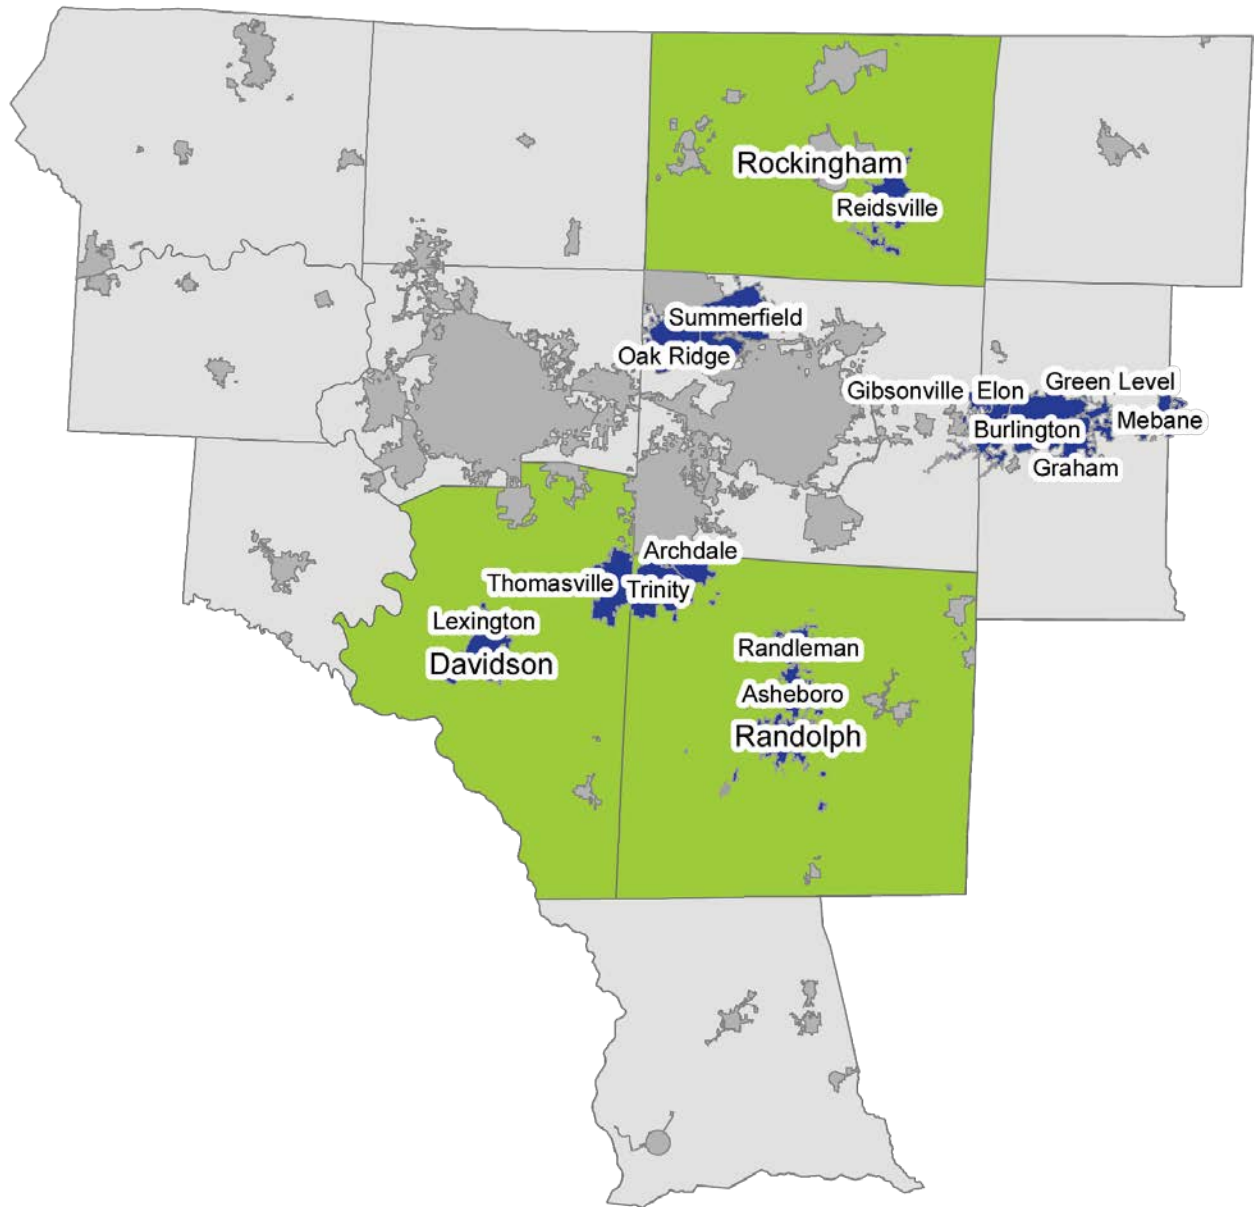 Rockingham
Reidsville
Summerfield
Oak Ridge
Gibsonville
Elon
Green Level
Burlington
Mebane
Graham
Archdale
Thomasville
Trinity
Lexington
Davidson
Randleman
Asheboro
Randolph